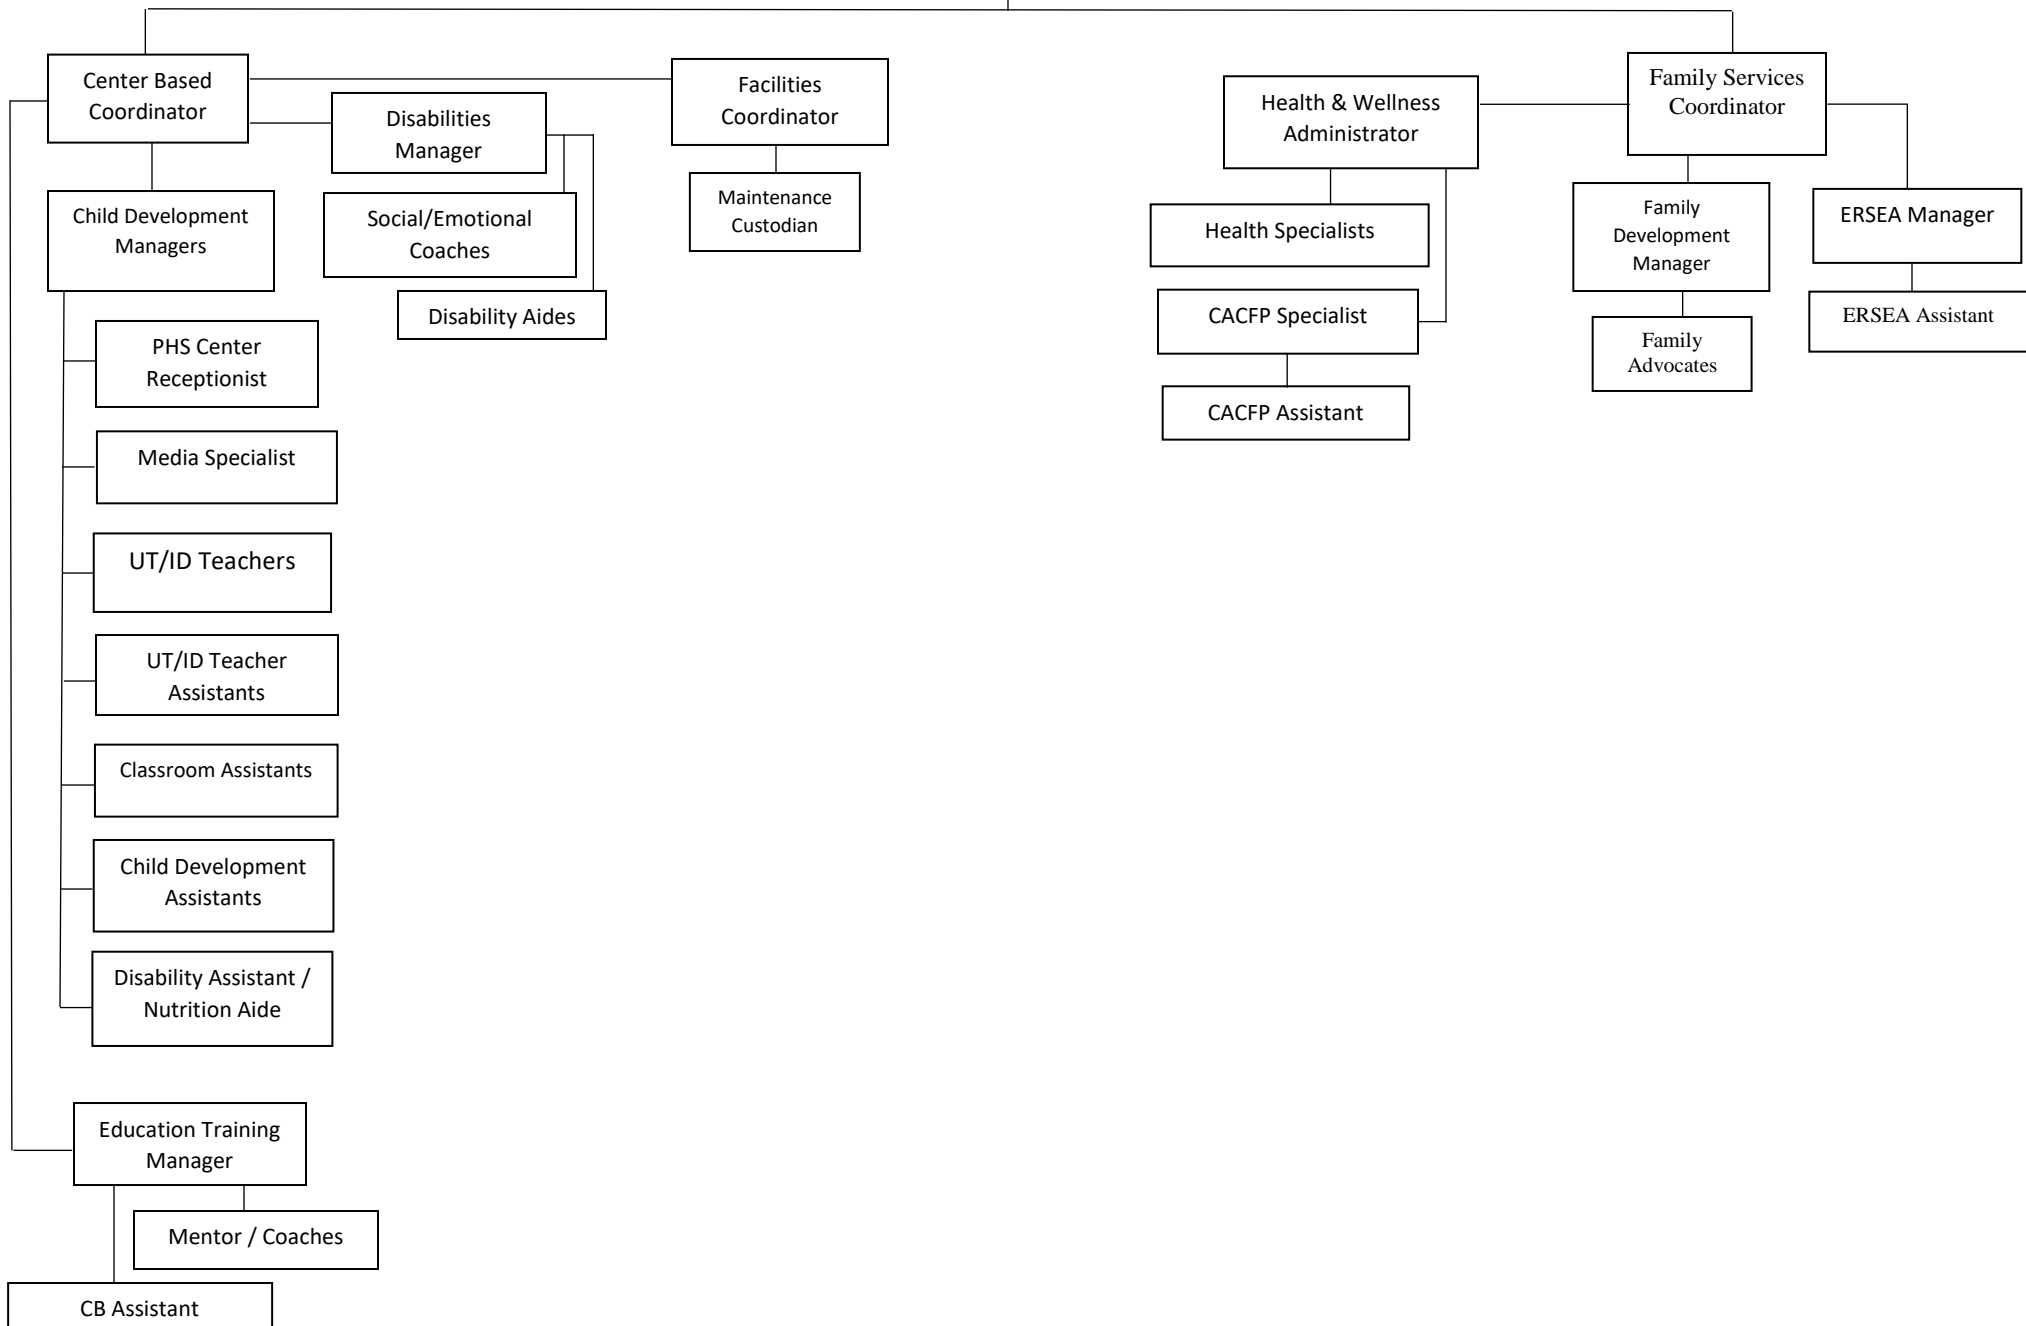 Center Based
Coordinator
Disabilities
Manager
Facilities
Coordinator
Maintenance
Custodian
Child Development
Managers
Social/Emotional
Coaches
Disability Aides
PHS Center
Receptionist
Media Specialist
UT/ID Teachers
UT/ID Teacher
Assistants
Classroom Assistants
Child Development
Assistants
Disability Assistant /
Nutrition Aide
Education Training
Manager
Mentor / Coaches
CB Assistant
Health & Wellness
Administrator
Health Specialists
CACFP Specialist
CACFP Assistant
Family Services
Coordinator
Family
Development
Manager
Family
Advocates
ERSEA Manager
ERSEA Assistant